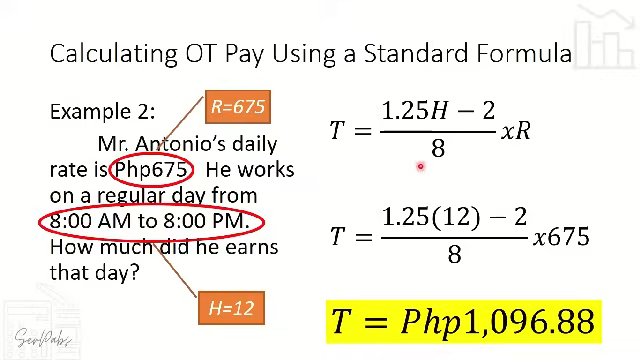 Calculating OT Pay Using a Standard Formula
Example 2:
R=675
Mr. Antonio's daily
rate is Php675. He works
on a regular day from
8:00 AM to 8:00 PM.
How much did he earns
that day?
H=12
T = (1.25H − 2)/8 xR
T = (1.25(12) − 2)/8 x675
T = Php1,096.88
SerPabs